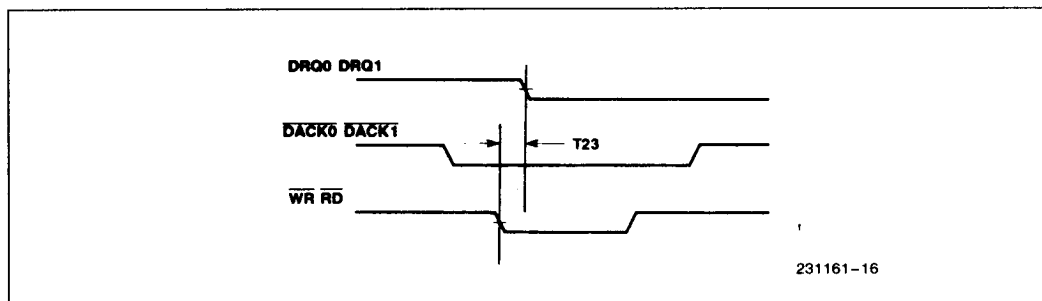 DRQ0 DRQ1
DACK0 DACK1
T23
WR RD
231161-16